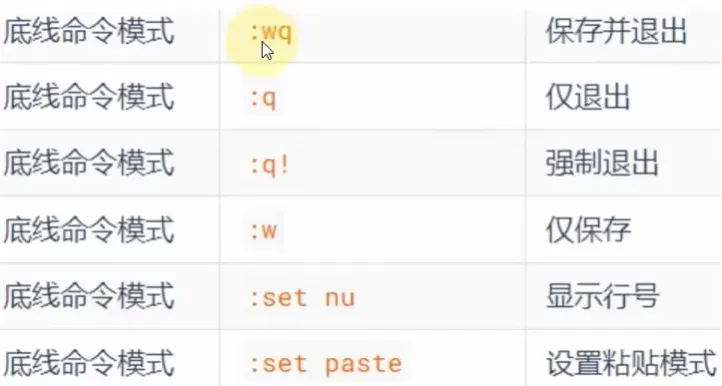 底线命令模式 :wq 保存并退出
底线命令模式 :q 仅退出
底线命令模式 :q! 强制退出
底线命令模式 :w 仅保存
底线命令模式 :set nu 显示行号
底线命令模式 :set paste 设置粘贴模式